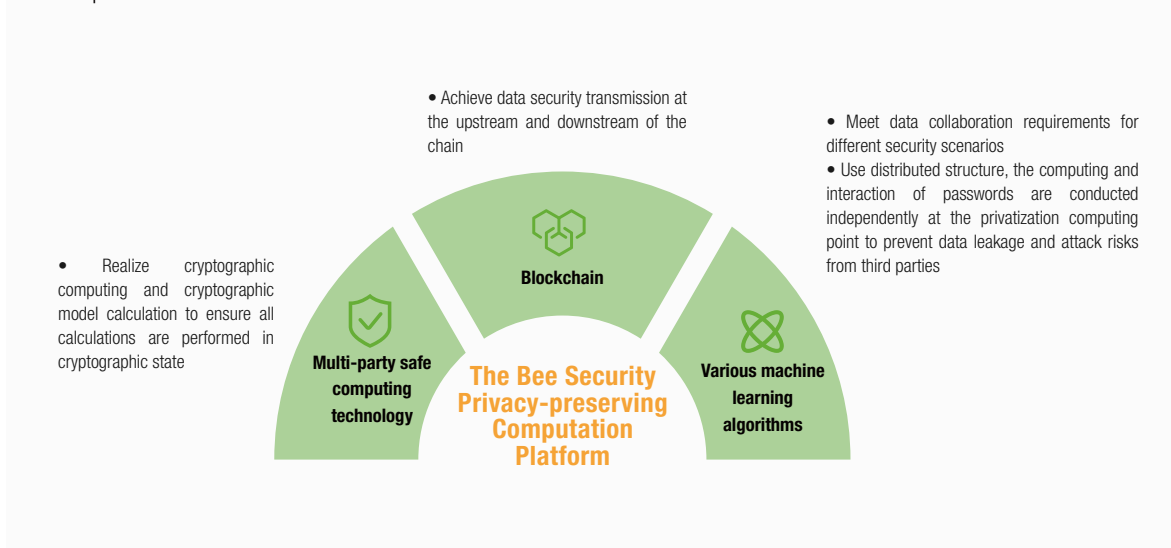 • Achieve data security transmission at
the upstream and downstream of the
chain
• Meet data collaboration requirements for
different security scenarios
• Use distributed structure, the computing and
interaction of passwords are conducted
independently at the privatization computing
point to prevent data leakage and attack risks
from third parties
• Realize cryptographic
computing and cryptographic
model calculation to ensure all
calculations are performed in
cryptographic state
Blockchain
Multi-party safe
computing
technology
The Bee Security
Privacy-preserving
Computation
Platform
Various machine
learning
algorithms